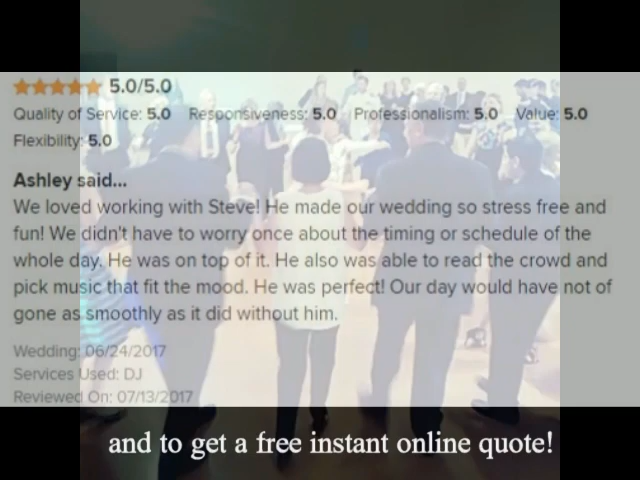 5.0/5.0
Quality of Service: 5.0 Responsiveness: 5.0 Professionalism: 5.0 Value: 5.0
Flexibility: 5.0
Ashley said...
We loved working with Steve! He made our wedding so stress free and
fun! We didn't have to worry once about the timing or schedule of the
whole day. He was on top of it. He also was able to read the crowd and
pick music that fit the mood. He was perfect! Our day would have not of
gone as smoothly as it did without him.
Wedding: 06/24/2017
Services Used: DJ
Reviewed On: 07/13/2017
and to get a free instant online quote!